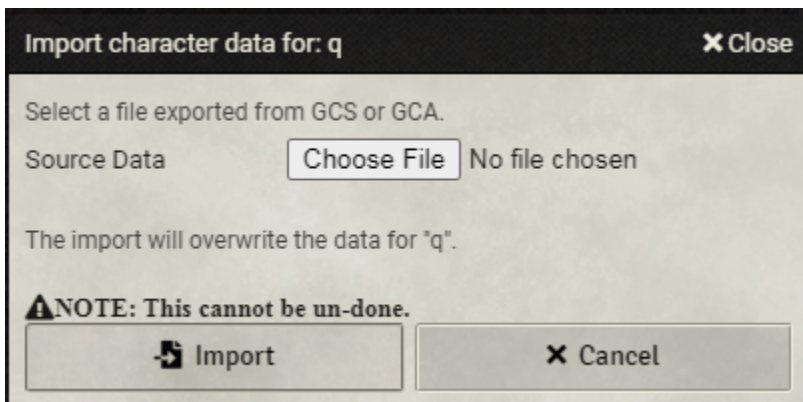 Import character data for: q ✖ Close
Select a file exported from GCS or GCA.
Source Data Choose File No file chosen
The import will overwrite the data for "q".
⚠NOTE: This cannot be un-done.
Import ✖ Cancel